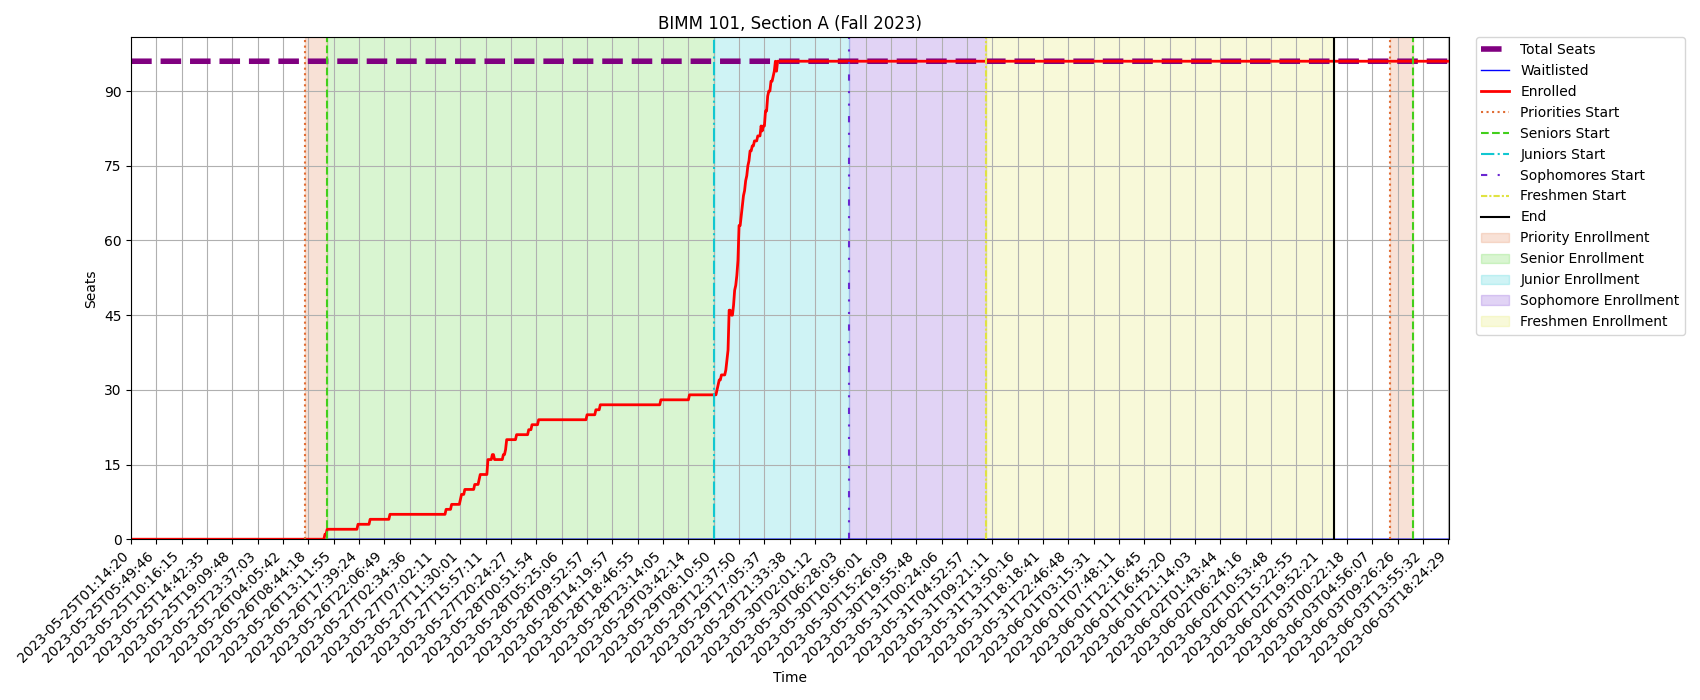 BIMM 101, Section A (Fall 2023)
Total Seats
Waitlisted
Enrolled
Priorities Start
Seniors Start
Juniors Start
Sophomores Start
Freshmen Start
End
Priority Enrollment
Senior Enrollment
Junior Enrollment
Sophomore Enrollment
Freshmen Enrollment
Seats
90
75
60
45
30
15
0
2023-05-25T01:14:20
2023-05-25T05:49:46
2023-05-25T10:16:15
2023-05-25T14:42:35
2023-05-25T19:09:48
2023-05-25T23:37:03
2023-05-26T04:05:42
2023-05-26T08:44:18
2023-05-26T13:11:55
2023-05-26T17:39:24
2023-05-26T22:06:49
2023-05-27T02:34:36
2023-05-27T07:02:11
2023-05-27T11:30:01
2023-05-27T15:57:11
2023-05-27T20:24:27
2023-05-28T00:51:54
2023-05-28T05:25:06
2023-05-28T09:52:57
2023-05-28T14:19:57
2023-05-28T18:46:55
2023-05-28T23:14:05
2023-05-29T03:42:14
2023-05-29T08:10:50
2023-05-29T12:37:50
2023-05-29T17:05:37
2023-05-29T21:33:38
2023-05-30T02:01:12
2023-05-30T06:28:03
2023-05-30T10:56:01
2023-05-30T15:26:09
2023-05-30T19:55:48
2023-05-31T00:24:06
2023-05-31T04:52:57
2023-05-31T09:21:11
2023-05-31T13:50:16
2023-05-31T18:18:41
2023-05-31T22:46:48
2023-06-01T03:15:31
2023-06-01T07:48:11
2023-06-01T12:16:45
2023-06-01T16:45:20
2023-06-01T21:14:03
2023-06-02T01:43:44
2023-06-02T06:24:16
2023-06-02T10:53:48
2023-06-02T15:22:55
2023-06-02T19:52:21
2023-06-03T00:22:18
2023-06-03T04:56:07
2023-06-03T09:26:26
2023-06-03T13:55:32
2023-06-03T18:24:29
Time